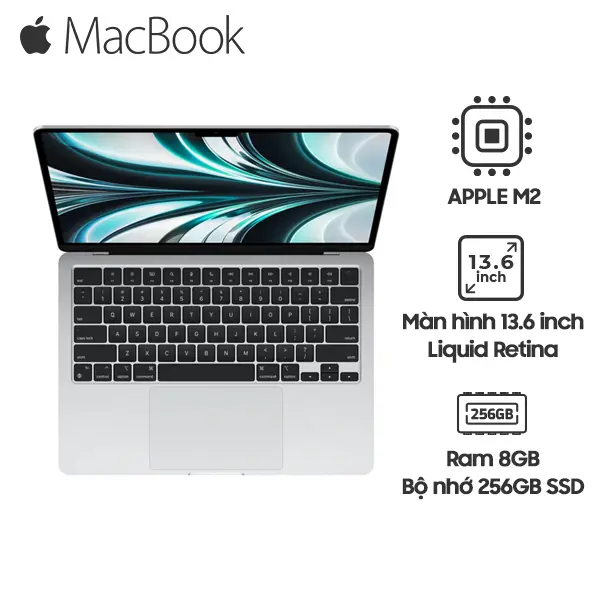 MacBook
APPLE M2
13.6
inch
Màn hình 13.6 inch
Liquid Retina
256GB
Ram 8GB
Bộ nhớ 256GB SSD